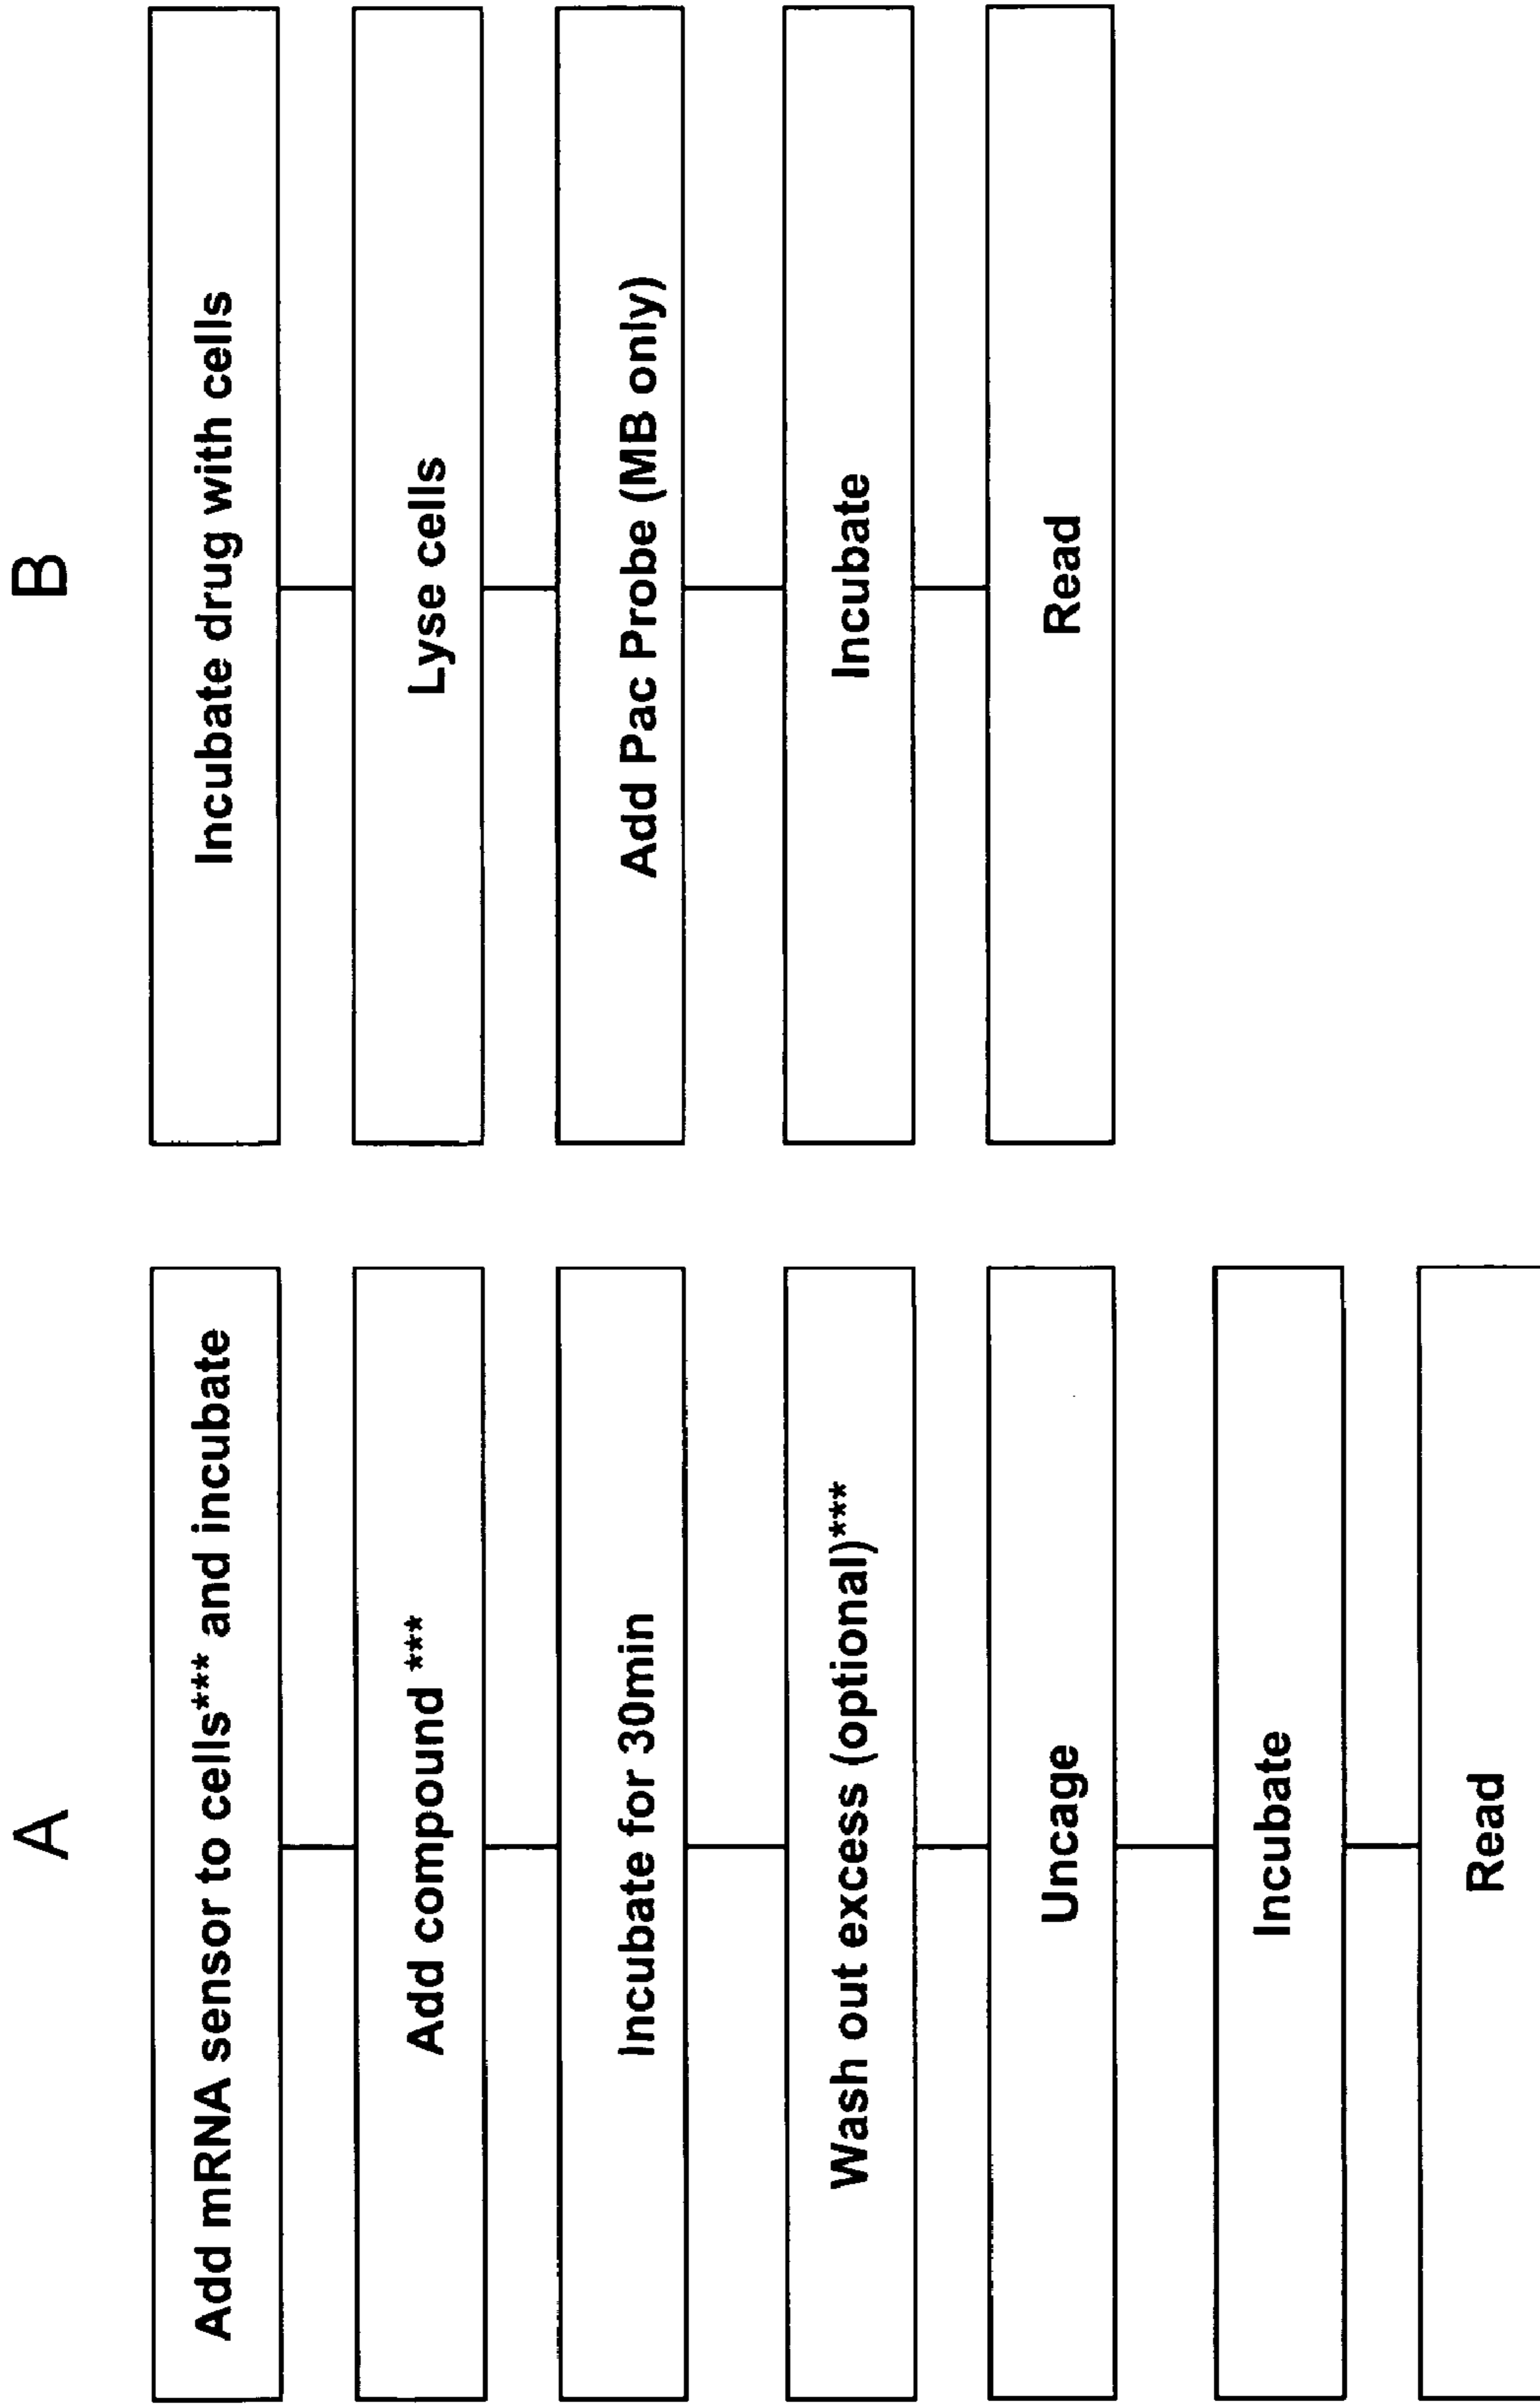 A
Add mRNA sensor to cells*** and incubate
Add compound ***
Incubate for 30min
Wash out excess (optional)***
Uncage
Incubate
Read
B
Incubate drug with cells
Lyse cells
Add Pac Probe (MB only)
Incubate
Read